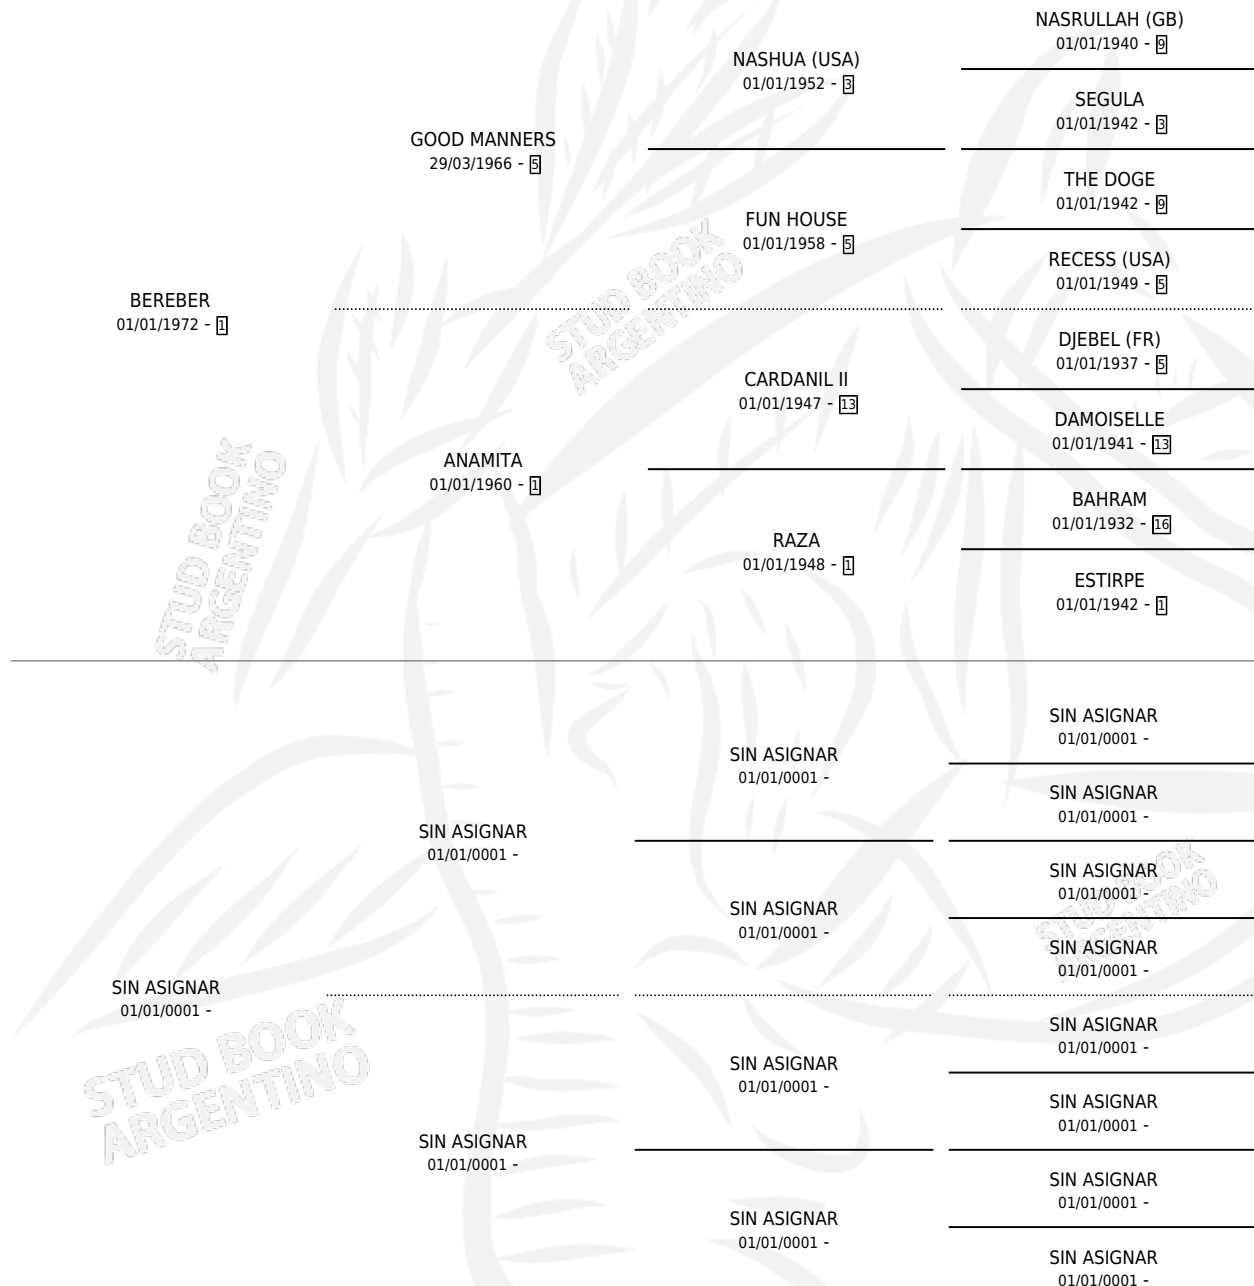 NASRULLAH (GB)
01/01/1940 - 9
NASHUA (USA)
01/01/1952 - 3
SEGULA
01/01/1942 - 3
GOOD MANNERS
29/03/1966 - 5
THE DOGE
01/01/1942 - 9
FUN HOUSE
01/01/1958 - 5
RECESS (USA)
01/01/1949 - 5
BEREBER
01/01/1972 - 1
DJEBEL (FR)
01/01/1937 - 5
CARDANIL II
01/01/1947 - 13
DAMOISELLE
01/01/1941 - 13
ANAMITA
01/01/1960 - 1
BAHRAM
01/01/1932 - 16
RAZA
01/01/1948 - 1
ESTIRPE
01/01/1942 - 1
SIN ASIGNAR
01/01/0001 -
SIN ASIGNAR
01/01/0001 -
SIN ASIGNAR
01/01/0001 -
SIN ASIGNAR
01/01/0001 -
SIN ASIGNAR
01/01/0001 -
SIN ASIGNAR
01/01/0001 -
SIN ASIGNAR
01/01/0001 -
SIN ASIGNAR
01/01/0001 -
SIN ASIGNAR
01/01/0001 -
SIN ASIGNAR
01/01/0001 -
SIN ASIGNAR
01/01/0001 -
SIN ASIGNAR
01/01/0001 -
SIN ASIGNAR
01/01/0001 -
SIN ASIGNAR
01/01/0001 -
SIN ASIGNAR
01/01/0001 -
STUD BOOK
ARGENTINO
STUD BOOK
ARGENTINO
STUD BOOK
ARGENTINO
STUD BOOK
ARGENTINO